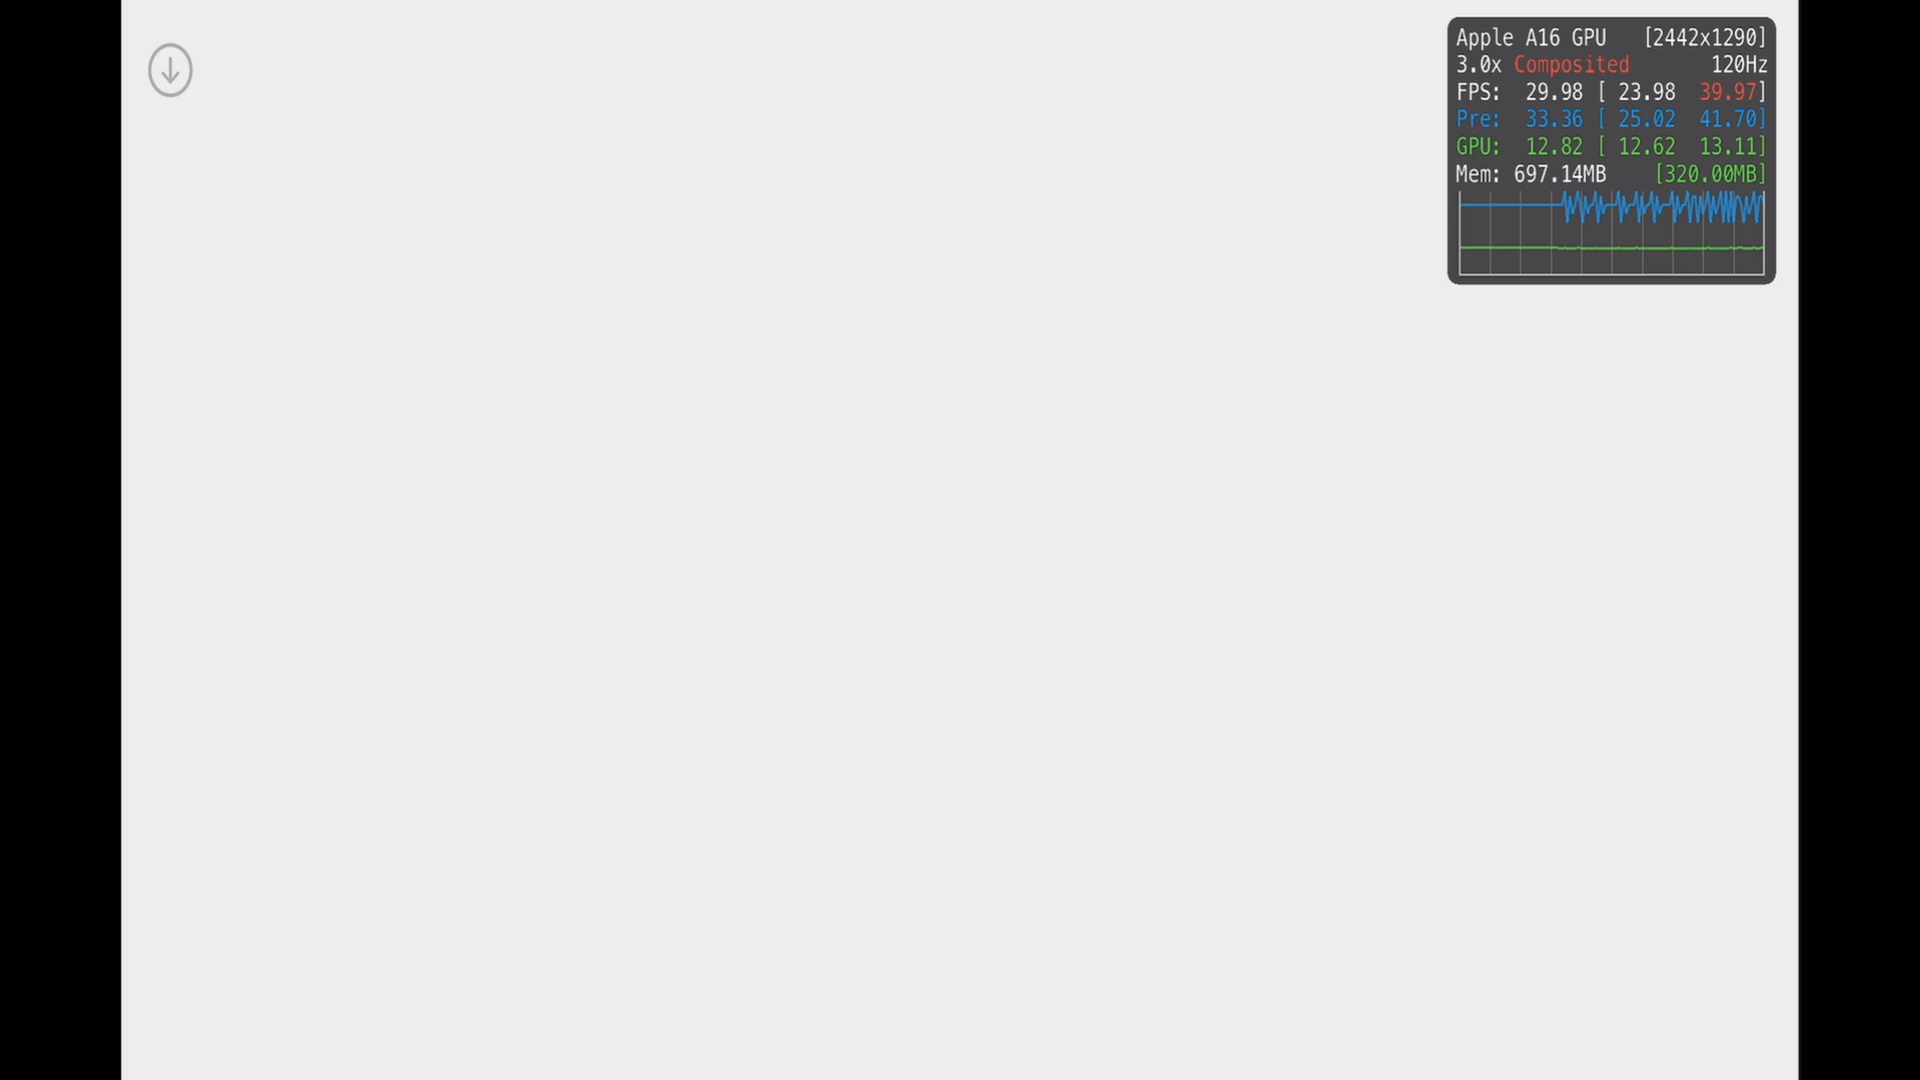 Apple A16 GPU [2442x1290]
3.0x Composited 120Hz
FPS: 29.98 [ 23.98 39.97]
Pre: 33.36 [ 25.02 41.70]
GPU: 12.82 [ 12.62 13.11]
Mem: 697.14MB [320.00MB]